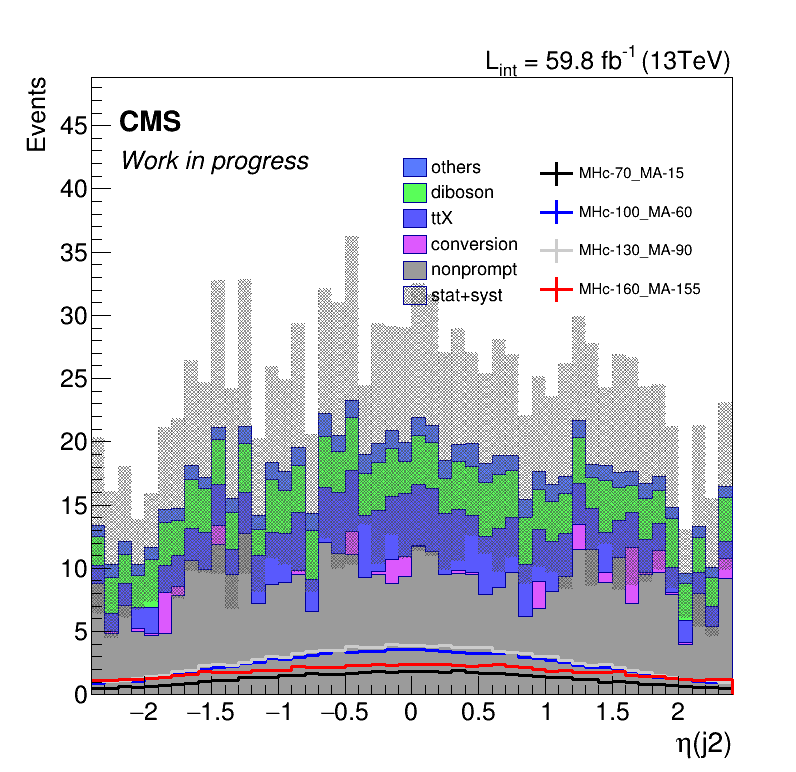 L_int = 59.8 fb^-1 (13TeV)
Events
CMS
Work in progress
others
diboson
ttX
conversion
nonprompt
stat+syst
MHc-70_MA-15
MHc-100_MA-60
MHc-130_MA-90
MHc-160_MA-155
45
40
35
30
25
20
15
10
5
0
−2 −1.5 −1 −0.5 0 0.5 1 1.5 2
η(j2)